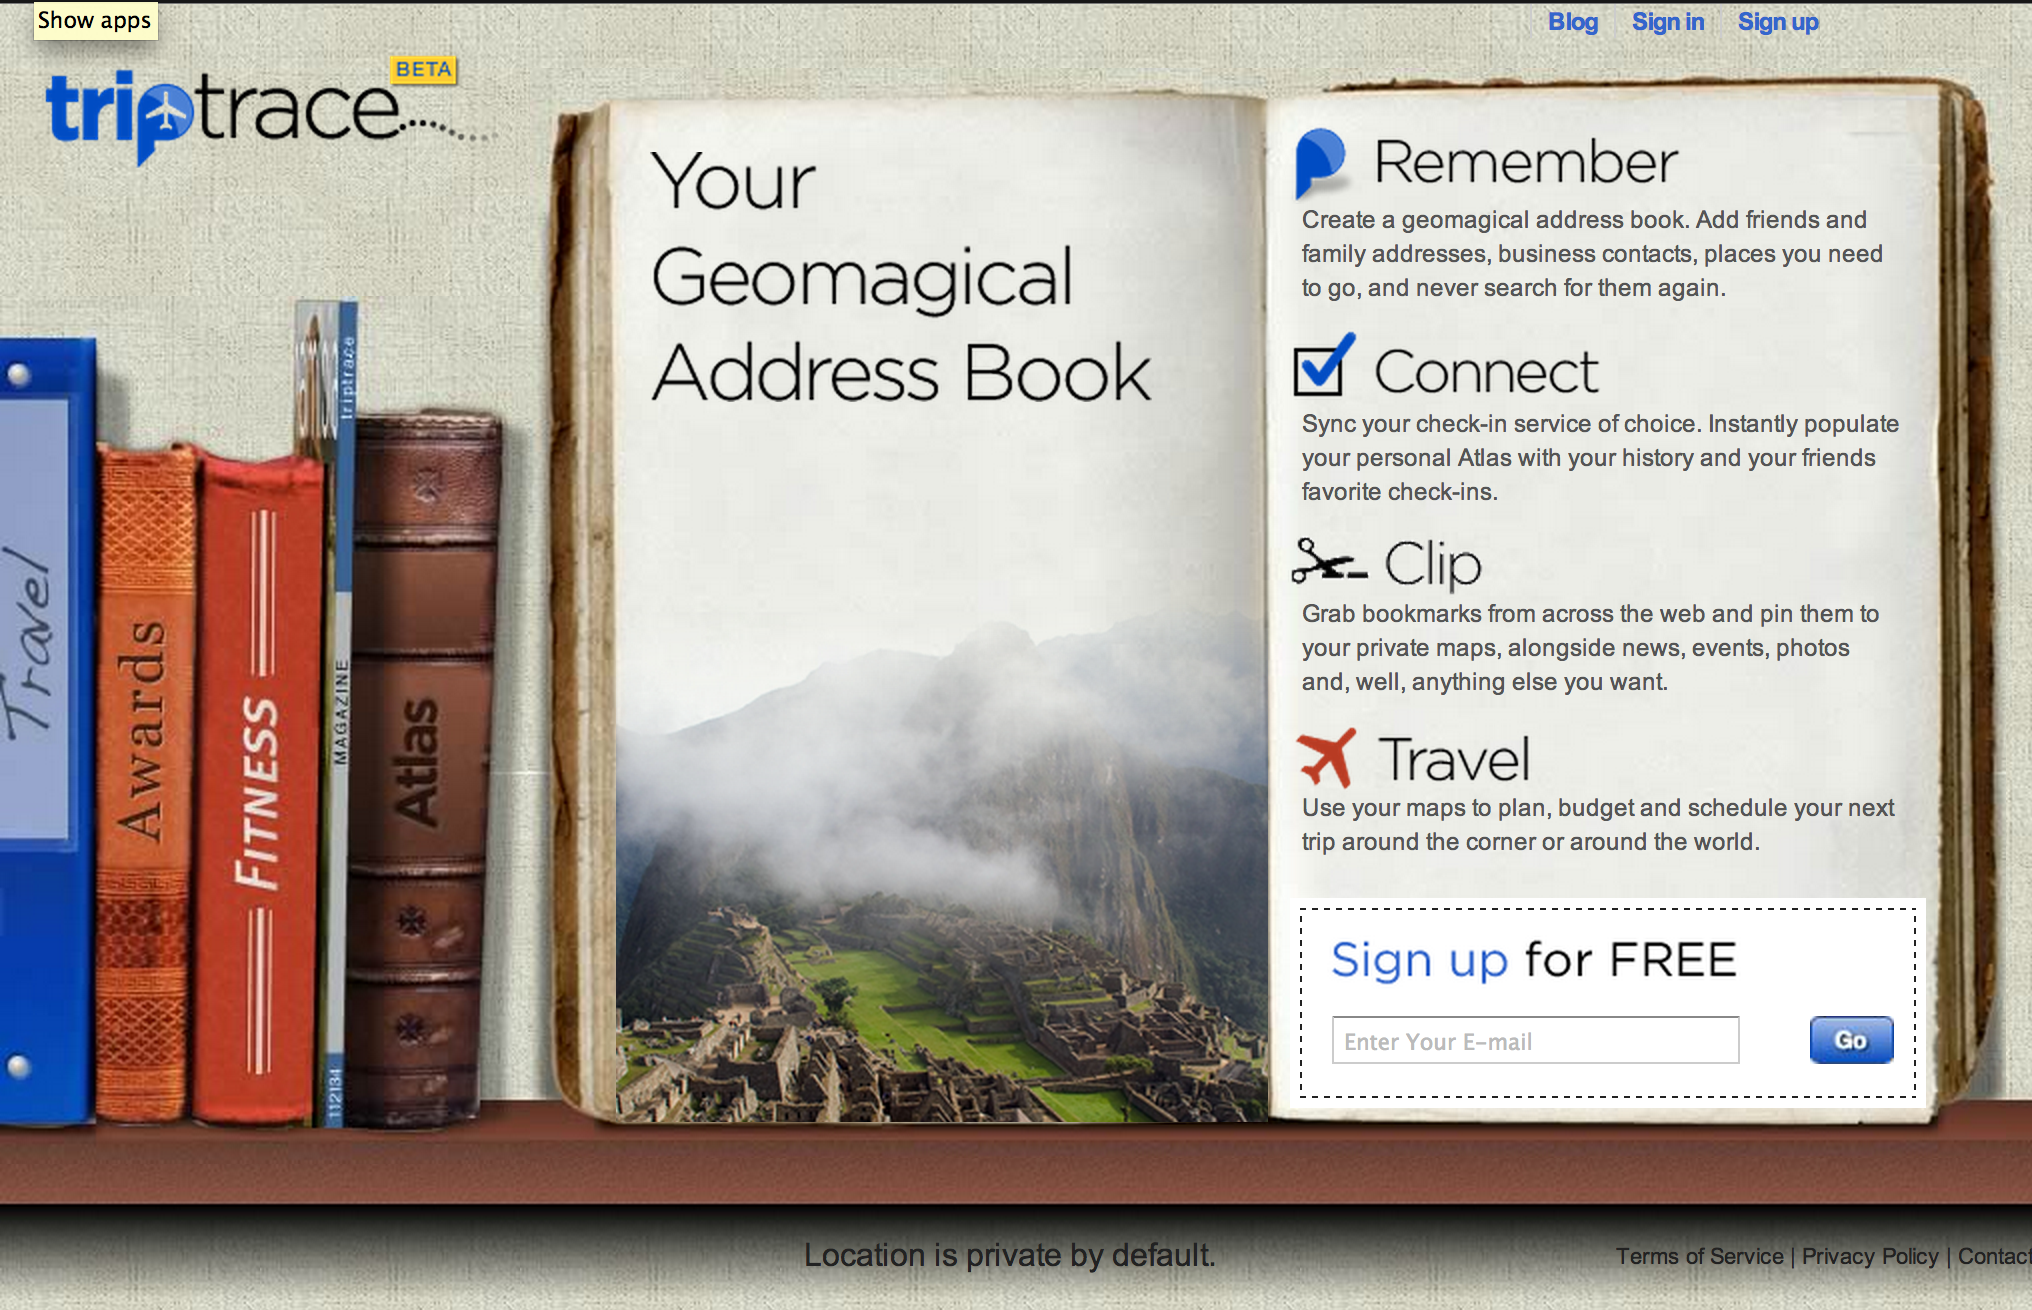 Show apps
Blog Sign in Sign up
triptrace BETA
Your
Geomagical
Address Book
Remember
Create a geomagical address book. Add friends and
family addresses, business contacts, places you need
to go, and never search for them again.
Connect
Sync your check-in service of choice. Instantly populate
your personal Atlas with your history and your friends
favorite check-ins.
Clip
Grab bookmarks from across the web and pin them to
your private maps, alongside news, events, photos
and, well, anything else you want.
Travel
Use your maps to plan, budget and schedule your next
trip around the corner or around the world.
Sign up for FREE
Enter Your E-mail
Go
Travel
Awards
FITNESS
triptrace
MAGAZINE
112134
Atlas
Location is private by default.
Terms of Service | Privacy Policy | Contact